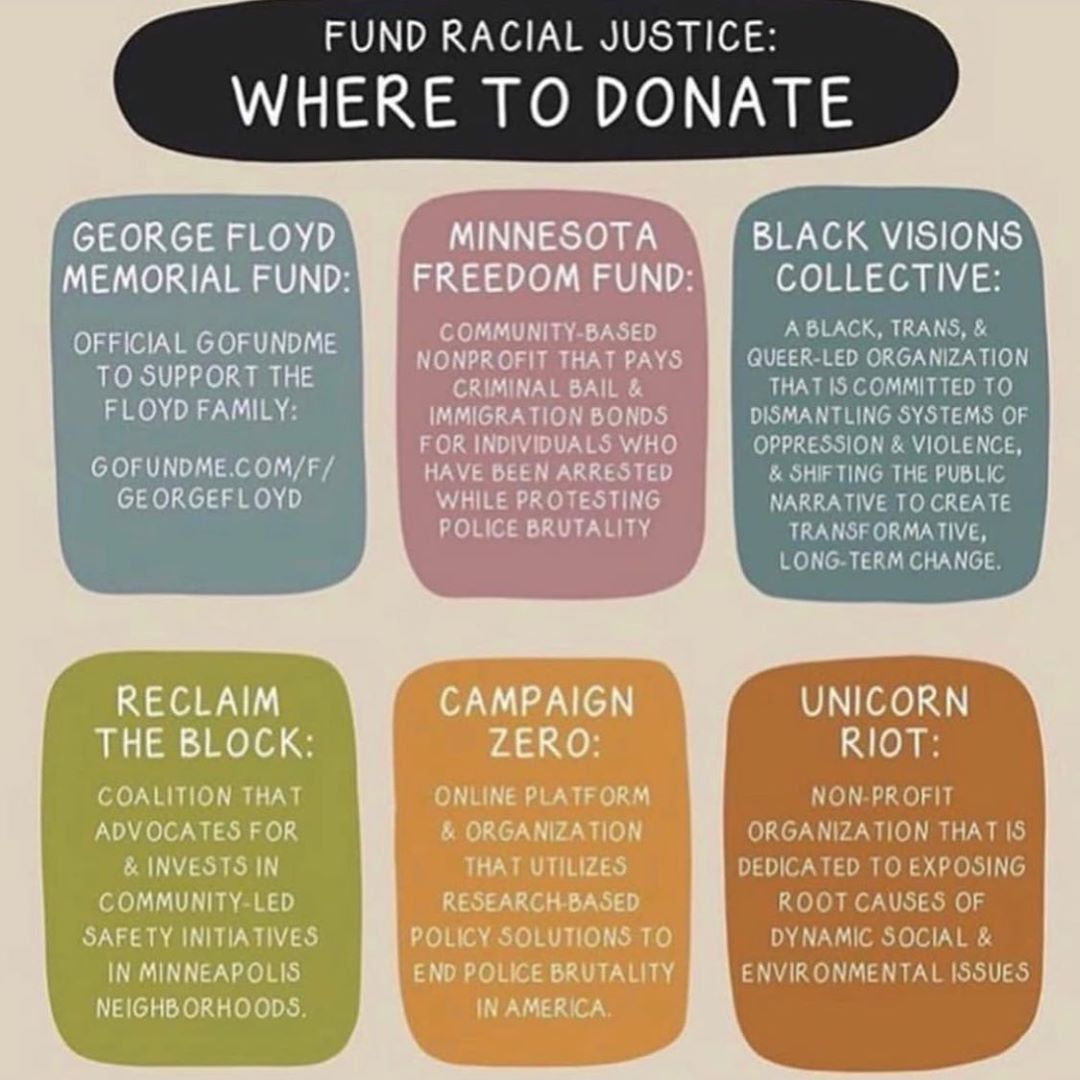 FUND RACIAL JUSTICE:
WHERE TO DONATE
GEORGE FLOYD
MEMORIAL FUND:
OFFICIAL GOFUNDME
TO SUPPORT THE
FLOYD FAMILY:
GOFUNDME.COM/F/
GEORGEFLOYD
MINNESOTA
FREEDOM FUND:
COMMUNITY-BASED
NONPROFIT THAT PAYS
CRIMINAL BAIL &
IMMIGRATION BONDS
FOR INDIVIDUALS WHO
HAVE BEEN ARRESTED
WHILE PROTESTING
POLICE BRUTALITY
BLACK VISIONS
COLLECTIVE:
A BLACK, TRANS, &
QUEER-LED ORGANIZATION
THAT IS COMMITTED TO
DISMANTLING SYSTEMS OF
OPPRESSION & VIOLENCE,
& SHIFTING THE PUBLIC
NARRATIVE TO CREATE
TRANSFORMATIVE,
LONG-TERM CHANGE.
RECLAIM
THE BLOCK:
COALITION THAT
ADVOCATES FOR
& INVESTS IN
COMMUNITY-LED
SAFETY INITIATIVES
IN MINNEAPOLIS
NEIGHBORHOODS.
CAMPAIGN
ZERO:
ONLINE PLATFORM
& ORGANIZATION
THAT UTILIZES
RESEARCH-BASED
POLICY SOLUTIONS TO
END POLICE BRUTALITY
IN AMERICA.
UNICORN
RIOT:
NON-PROFIT
ORGANIZATION THAT IS
DEDICATED TO EXPOSING
ROOT CAUSES OF
DYNAMIC SOCIAL &
ENVIRONMENTAL ISSUES